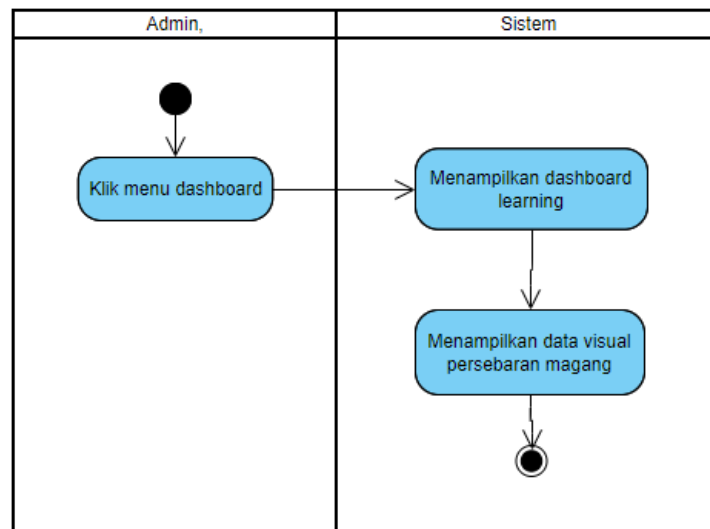 Admin,
Sistem
Klik menu dashboard
Menampilkan dashboard
learning
Menampilkan data visual
persebaran magang